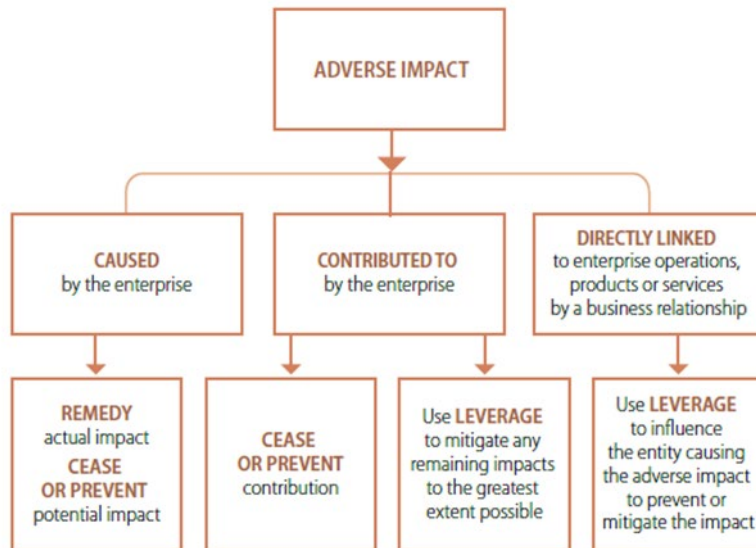 ADVERSE IMPACT
CAUSED
by the enterprise
CONTRIBUTED TO
by the enterprise
DIRECTLY LINKED
to enterprise operations,
products or services
by a business relationship
REMEDY
actual impact
CEASE
OR PREVENT
potential impact
CEASE
OR PREVENT
contribution
Use LEVERAGE
to mitigate any
remaining impacts
to the greatest
extent possible
Use LEVERAGE
to influence
the entity causing
the adverse impact
to prevent or
mitigate the impact